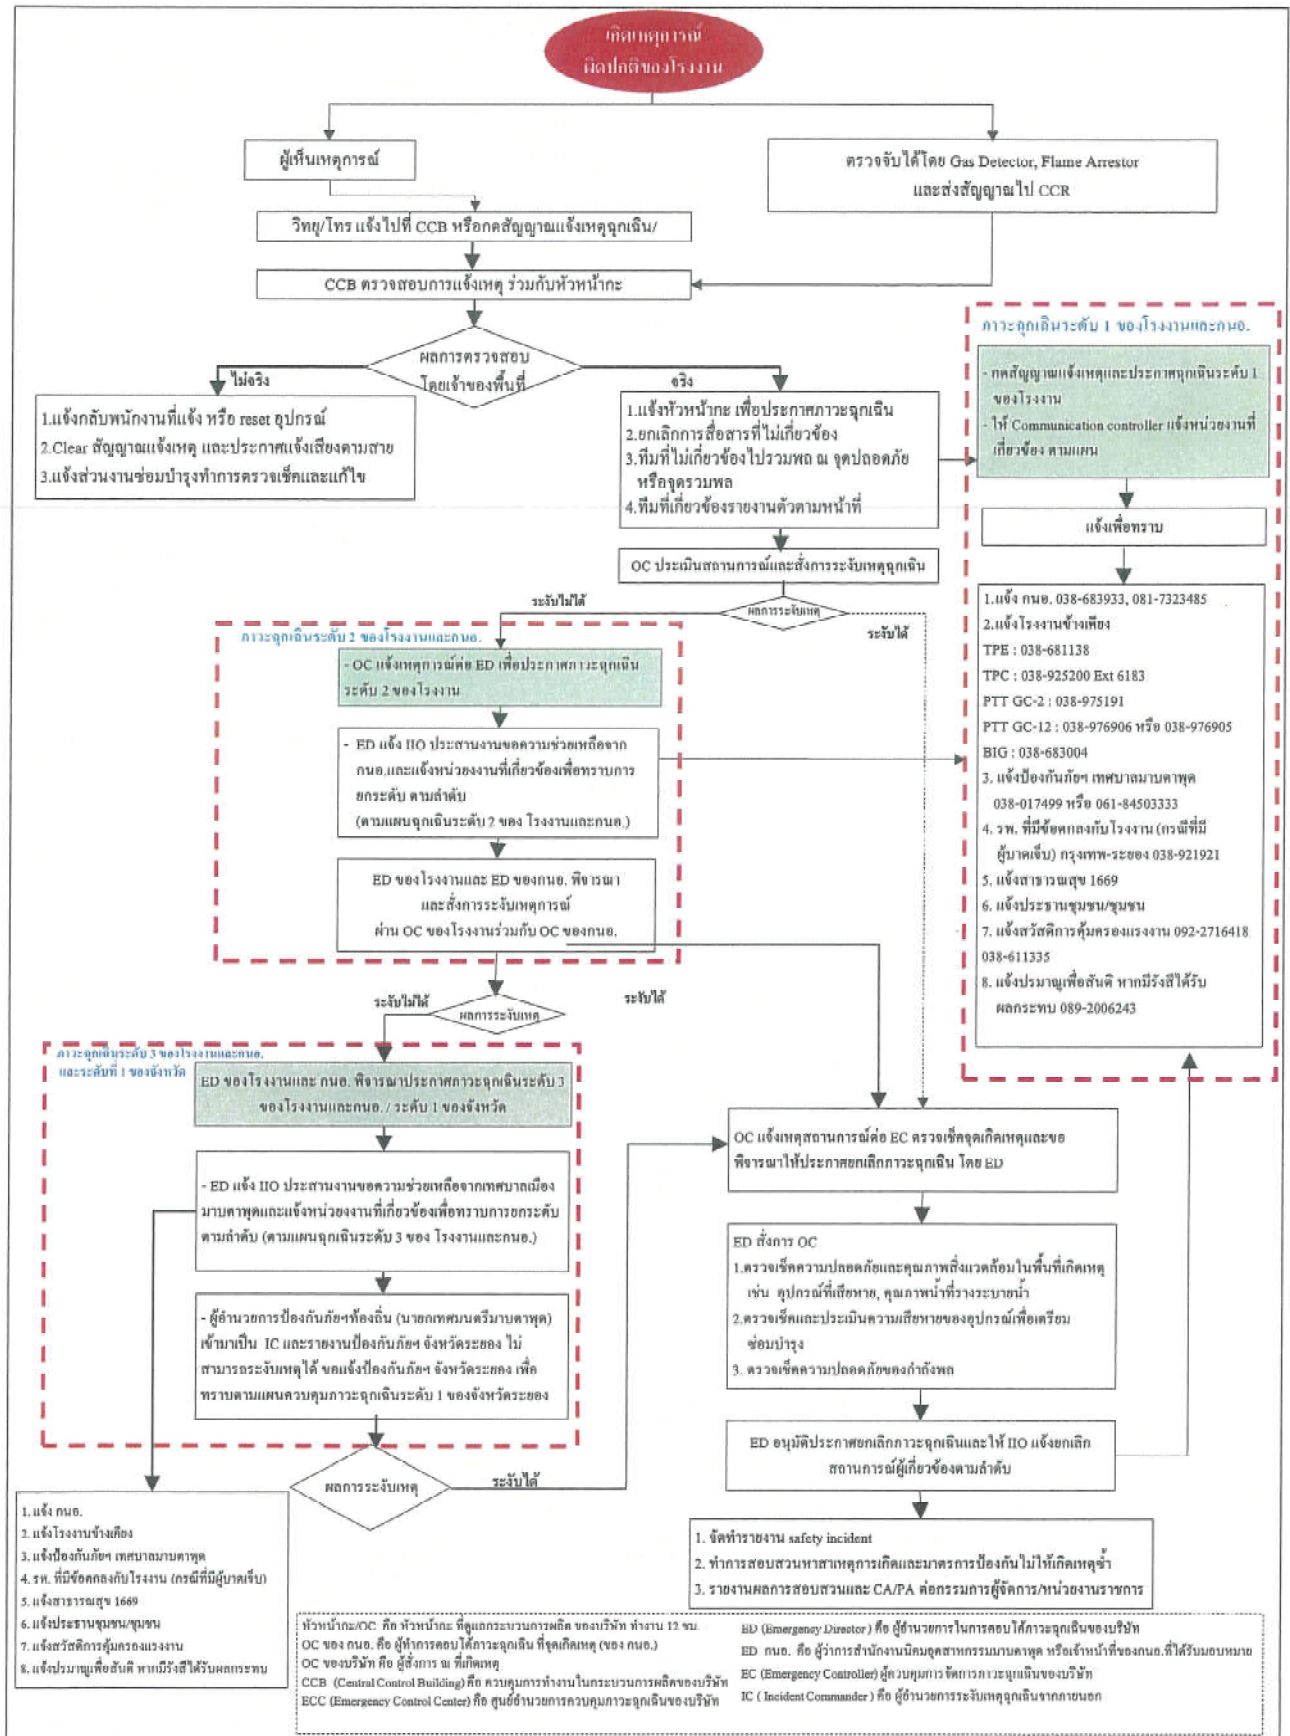 เกิดเหตุการณ์
ผิดปกติของโรงงาน
ผู้เห็นเหตุการณ์
ตรวจจับได้โดย Gas Detector, Flame Arrestor
และส่งสัญญาณไป CCR
วิทยุ/โทร แจ้งไปที่ CCB หรือกดสัญญาณแจ้งเหตุฉุกเฉิน/
CCB ตรวจสอบการแจ้งเหตุ ร่วมกับหัวหน้ากะ
ผลการตรวจสอบ
โดยเจ้าของพื้นที่
ไม่จริง
จริง
1.แจ้งกลับพนักงานที่แจ้ง หรือ reset อุปกรณ์
2.Clear สัญญาณแจ้งเหตุ และประกาศแจ้งเสียงตามสาย
3.แจ้งส่วนงานซ่อมบำรุงทำการตรวจเช็คและแก้ไข
1.แจ้งหัวหน้ากะ เพื่อประกาศภาวะฉุกเฉิน
2.ยกเลิกการสื่อสารที่ไม่เกี่ยวข้อง
3.ทีมที่ไม่เกี่ยวข้องไปรวมพล ณ จุดปลอดภัย
หรือจุดรวมพล
4.ทีมที่เกี่ยวข้องรายงานตัวตามหน้าที่
ภาวะฉุกเฉินระดับ 1 ของโรงงานและกนอ.
- กดสัญญาณแจ้งเหตุและประกาศฉุกเฉินระดับ 1
ของโรงงาน
- ให้ Communication controller แจ้งหน่วยงานที่
เกี่ยวข้อง ตามแผน
แจ้งเพื่อทราบ
1.แจ้ง กนอ. 038-683933, 081-7323485
2.แจ้งโรงงานข้างเคียง
TPE : 038-681138
TPC : 038-925200 Ext 6183
PTT GC-2 : 038-975191
PTT GC-12 : 038-976906 หรือ 038-976905
BIG : 038-683004
3. แจ้งป้องกันภัยฯ เทศบาลมาบตาพุด
038-017499 หรือ 061-84503333
4. รพ. ที่มีข้อตกลงกับโรงงาน (กรณีที่มี
ผู้บาดเจ็บ) กรุงเทพ-ระยอง 038-921921
5. แจ้งสาธารณสุข 1669
6. แจ้งประธานชุมชน/ชุมชน
7. แจ้งสวัสดิการคุ้มครองแรงงาน 092-2716418
038-611335
8. แจ้งปรมาณูเพื่อสันติ หากมีรังสีได้รับ
ผลกระทบ 089-2006243
OC ประเมินสถานการณ์และสั่งการระงับเหตุฉุกเฉิน
ผลการระงับเหตุ
ระงับไม่ได้
ระงับได้
ภาวะฉุกเฉินระดับ 2 ของโรงงานและกนอ.
- OC แจ้งเหตุการณ์ต่อ ED เพื่อประกาศภาวะฉุกเฉิน
ระดับ 2 ของโรงงาน
- ED แจ้ง IIO ประสานงานขอความช่วยเหลือจาก
กนอ.และแจ้งหน่วยงงานที่เกี่ยวข้องเพื่อทราบการ
ยกระดับ ตามลำดับ
(ตามแผนฉุกเฉินระดับ 2 ของ โรงงานและกนอ.)
ED ของโรงงานและ ED ของกนอ. พิจารณา
และสั่งการระงับเหตุการณ์
ผ่าน OC ของโรงงานร่วมกับ OC ของกนอ.
ระงับไม่ได้
ผลการระงับเหตุ
ระงับได้
ภาวะฉุกเฉินระดับ 3 ของโรงงานและกนอ.
และระดับที่ 1 ของจังหวัด
ED ของโรงงานและ กนอ. พิจารณาประกาศภาวะฉุกเฉินระดับ 3
ของโรงงานและกนอ. / ระดับ 1 ของจังหวัด
- ED แจ้ง IIO ประสานงานขอความช่วยเหลือจากเทศบาลเมือง
มาบตาพุดและแจ้งหน่วยงงานที่เกี่ยวข้องเพื่อทราบการยกระดับ
ตามลำดับ (ตามแผนฉุกเฉินระดับ 3 ของ โรงงานและกนอ.)
- ผู้อำนวยการป้องกันภัยฯท้องถิ่น (นายกเทศมนตรีมาบตาพุด)
เข้ามาเป็น IC และรายงานป้องกันภัยฯ จังหวัดระยอง ไม่
สามารถระงับเหตุได้ ขอแจ้งป้องกันภัยฯ จังหวัดระยอง เพื่อ
ทราบตามแผนควบคุมภาวะฉุกเฉินระดับ 1 ของจังหวัดระยอง
ผลการระงับเหตุ
ระงับได้
OC แจ้งเหตุสถานการณ์ต่อ EC ตรวจเช็คจุดเกิดเหตุและขอ
พิจารณาให้ประกาศยกเลิกภาวะฉุกเฉิน โดย ED
ED สั่งการ OC
1.ตรวจเช็คความปลอดภัยและคุณภาพสิ่งแวดล้อมในพื้นที่เกิดเหตุ
เช่น อุปกรณ์ที่เสียหาย, คุณภาพน้ำที่รางระบายน้ำ
2.ตรวจเช็คและประเมินความเสียหายของอุปกรณ์เพื่อเตรียม
ซ่อมบำรุง
3. ตรวจเช็คความปลอดภัยของกำลังพล
ED อนุมัติประกาศยกเลิกภาวะฉุกเฉินและให้ IIO แจ้งยกเลิก
สถานการณ์ผู้เกี่ยวข้องตามลำดับ
1. จัดทำรายงาน safety incident
2. ทำการสอบสวนหาสาเหตุการเกิดและมาตรการป้องกันไม่ให้เกิดเหตุซ้ำ
3. รายงานผลการสอบสวนและ CA/PA ต่อกรรมการผู้จัดการ/หน่วยงานราชการ
1. แจ้ง กนอ.
2. แจ้งโรงงานข้างเคียง
3. แจ้งป้องกันภัยฯ เทศบาลมาบตาพุด
4. รพ. ที่มีข้อตกลงกับโรงงาน (กรณีที่มีผู้บาดเจ็บ)
5. แจ้งสาธารณสุข 1669
6. แจ้งประธานชุมชน/ชุมชน
7. แจ้งสวัสดิการคุ้มครองแรงงาน
8. แจ้งปรมาณูเพื่อสันติ หากมีรังสีได้รับผลกระทบ
หัวหน้ากะ/OC คือ หัวหน้ากะ ที่ดูแลกระบวนการผลิต ของบริษัท ทำงาน 12 ชม.
OC ของ กนอ. คือ ผู้ทำการตอบโต้ภาวะฉุกเฉิน ที่จุดเกิดเหตุ (ของ กนอ.)
OC ของบริษัท คือ ผู้สั่งการ ณ ที่เกิดเหตุ
CCB (Central Control Building) คือ ควบคุมการทำงานในกระบวนการผลิตของบริษัท
ECC (Emergency Control Center) คือ ศูนย์อำนวยการควบคุมภาวะฉุกเฉินของบริษัท
ED (Emergency Director) คือ ผู้อำนวยการในการตอบโต้ภาวะฉุกเฉินของบริษัท
ED กนอ. คือ ผู้ว่าการสำนักงานนิคมอุตสาหกรรมมาบตาพุด หรือเจ้าหน้าที่ของกนอ.ที่ได้รับมอบหมาย
EC (Emergency Controller) ผู้ควบคุมการจัดการภาวะฉุกเฉินของบริษัท
IC ( Incident Commander ) คือ ผู้อำนวยการระงับเหตุฉุกเฉินจากภายนอก